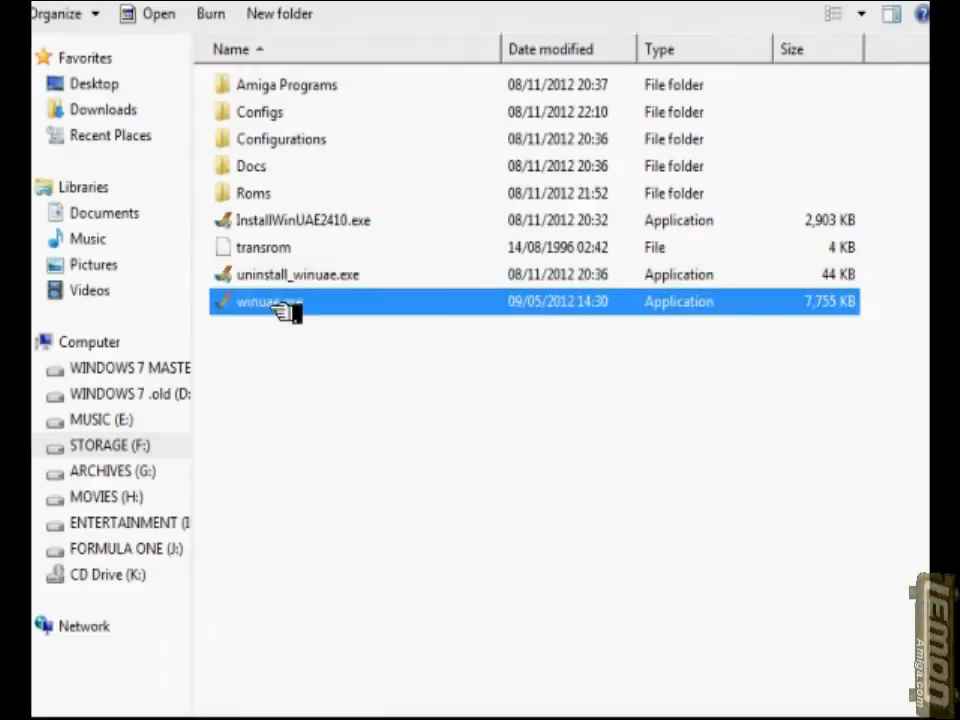 Organize Open Burn New folder
Name Date modified Type Size
Favorites
Desktop
Downloads
Recent Places
Libraries
Documents
Music
Pictures
Videos
Computer
WINDOWS 7 MASTE
WINDOWS 7 .old (D:
MUSIC (E:)
STORAGE (F:)
ARCHIVES (G:)
MOVIES (H:)
ENTERTAINMENT (I
FORMULA ONE (J:)
CD Drive (K:)
Network
Amiga Programs 08/11/2012 20:37 File folder
Configs 08/11/2012 22:10 File folder
Configurations 08/11/2012 20:36 File folder
Docs 08/11/2012 20:36 File folder
Roms 08/11/2012 21:52 File folder
InstallWinUAE2410.exe 08/11/2012 20:32 Application 2,903 KB
transrom 14/08/1996 02:42 File 4 KB
uninstall_winuae.exe 08/11/2012 20:36 Application 44 KB
winuae.exe 09/05/2012 14:30 Application 7,755 KB
LEMON
Amiga.com